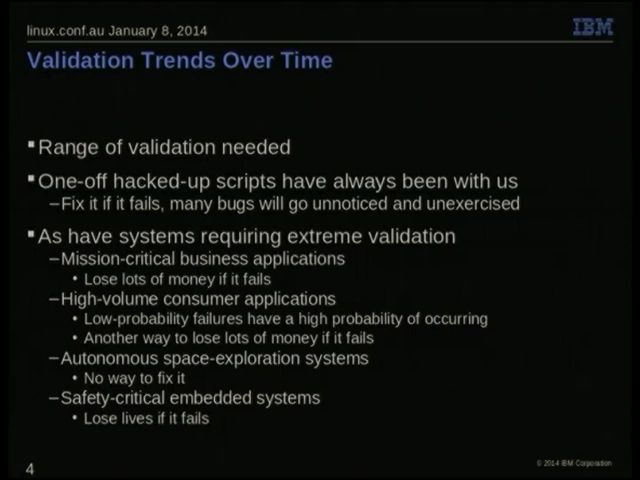 linux.conf.au January 8, 2014
IBM
Validation Trends Over Time
▪Range of validation needed
▪One-off hacked-up scripts have always been with us
–Fix it if it fails, many bugs will go unnoticed and unexercised
▪As have systems requiring extreme validation
–Mission-critical business applications
• Lose lots of money if it fails
–High-volume consumer applications
• Low-probability failures have a high probability of occurring
• Another way to lose lots of money if it fails
–Autonomous space-exploration systems
• No way to fix it
–Safety-critical embedded systems
• Lose lives if it fails
4
© 2014 IBM Corporation